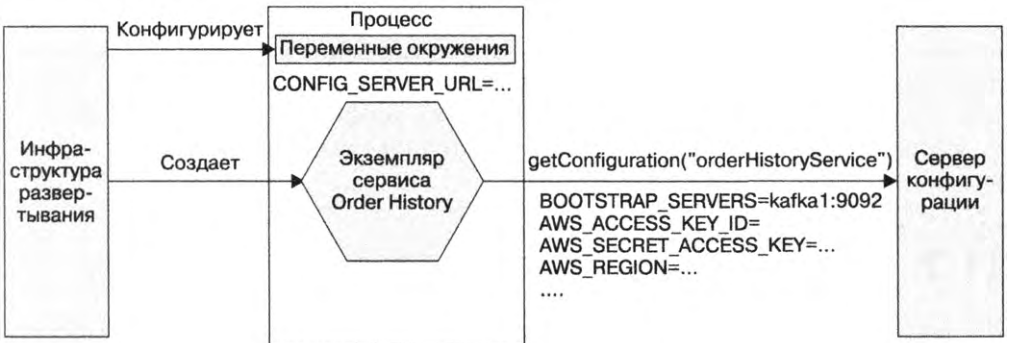 Процесс
Конфигурирует
Переменные окружения
CONFIG_SERVER_URL=...
Инфра-
структура
развер-
тывания
Создает
Экземпляр
сервиса
Order History
getConfiguration("orderHistoryService")
BOOTSTRAP_SERVERS=kafka1:9092
AWS_ACCESS_KEY_ID=
AWS_SECRET_ACCESS_KEY=...
AWS_REGION=...
....
Сервер
конфигу-
рации